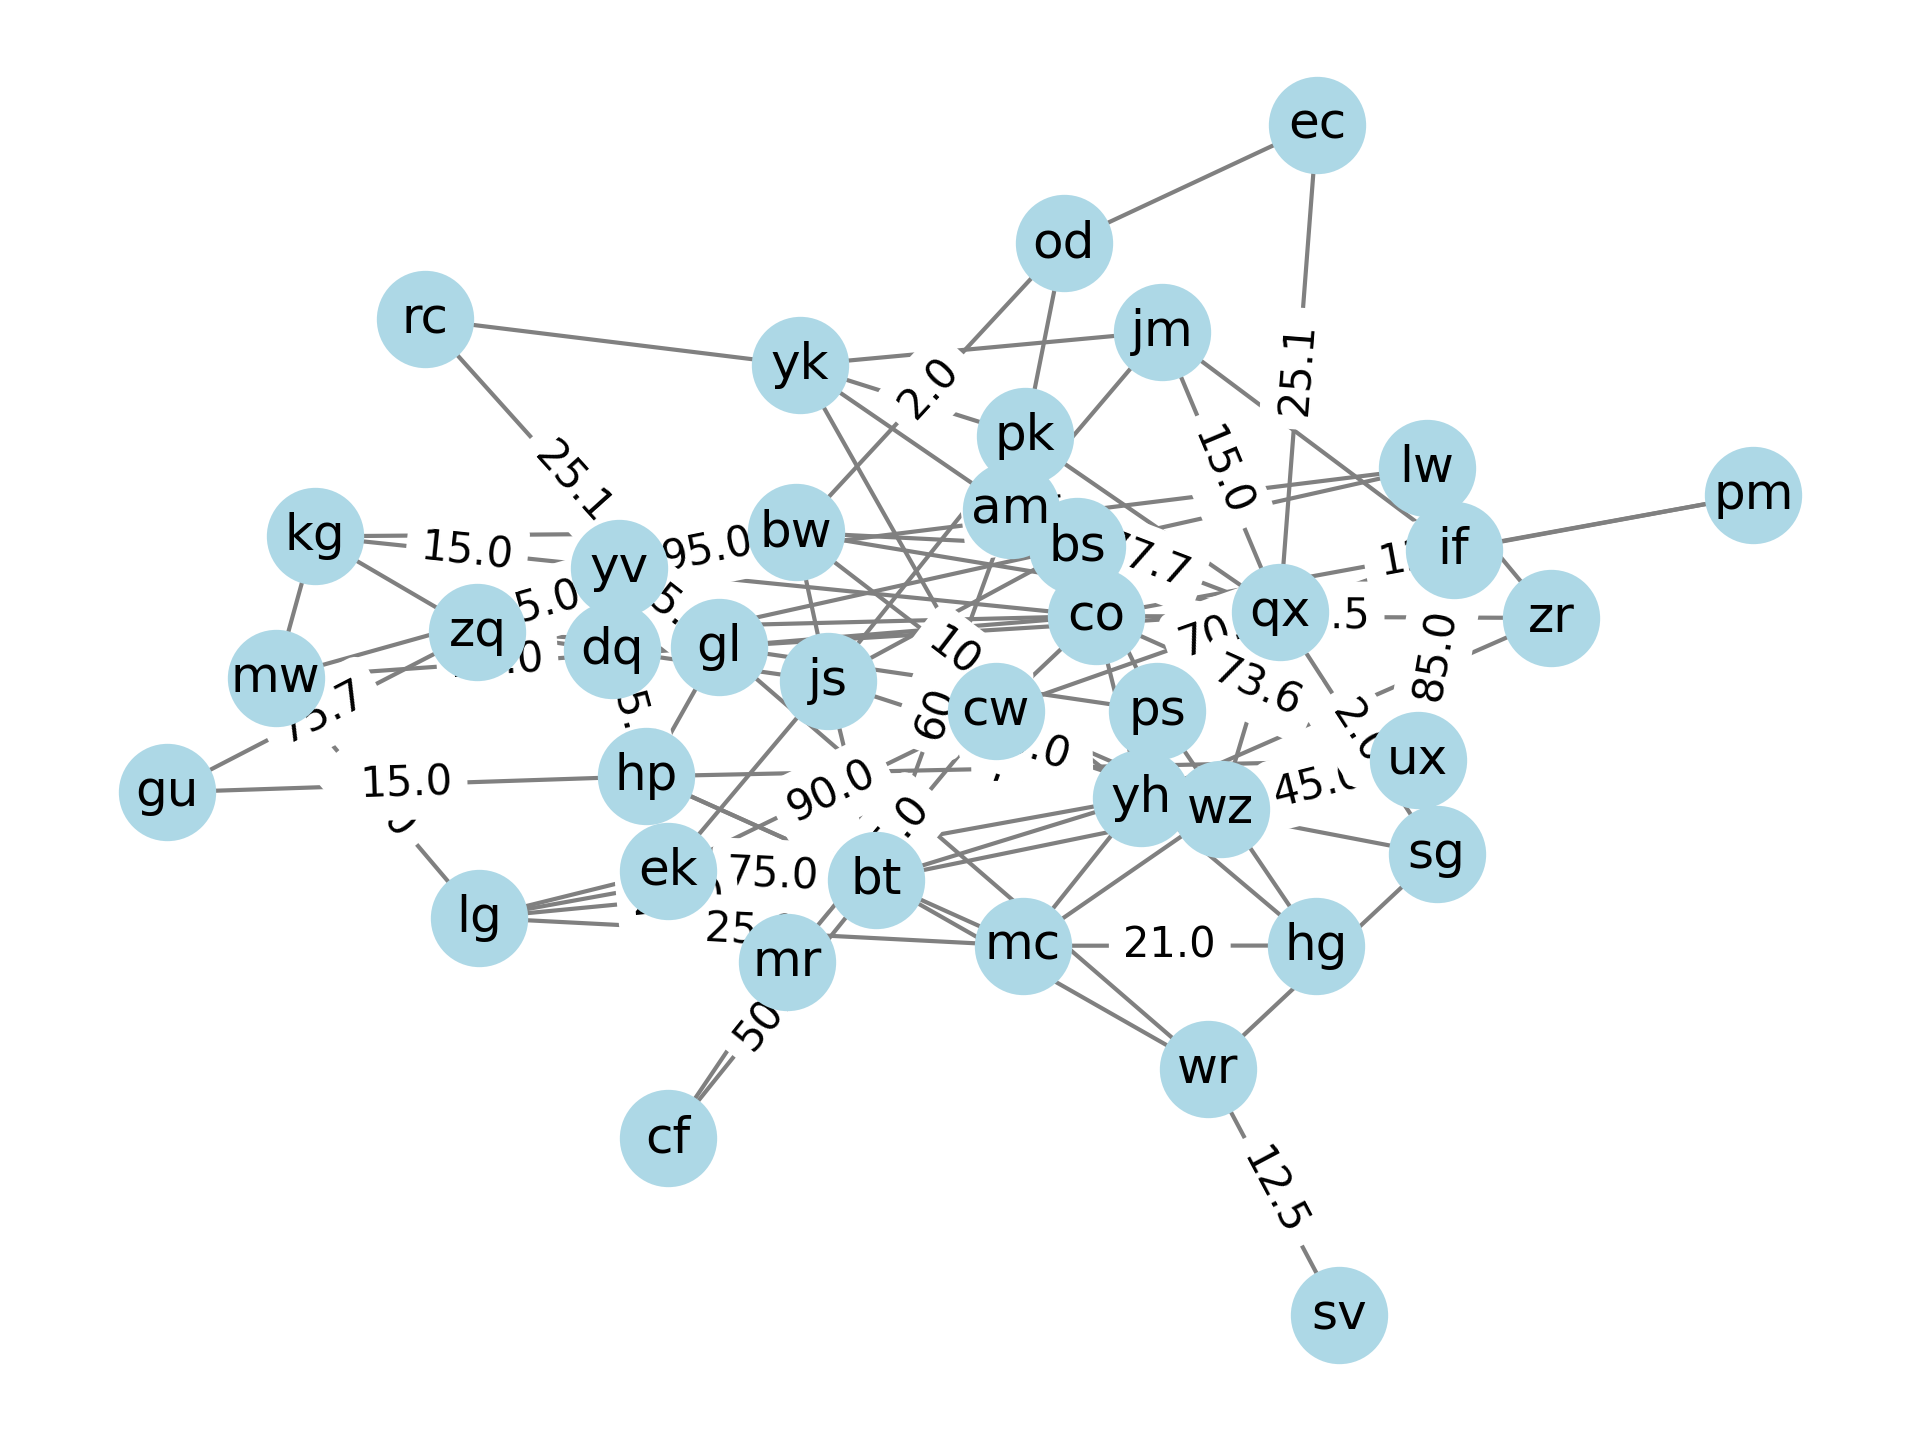 ec
od
rc
jm
yk
25.1
2.0
pk
lw
15.0
25.1
pm
am
kg
bw
15.0
95.0
bs
if
yv
77.7
co
qx
.5
zr
zq
5.0
dq
gl
10
70
85.0
mw
js
73.6
75.7
5.
60
cw
ps
2.0
.0
ux
gu
15.0
hp
90.0
yh
wz
45.0
.0
sg
ek
75.0
bt
lg
25
mr
mc
21.0
hg
50
wr
cf
12.5
sv